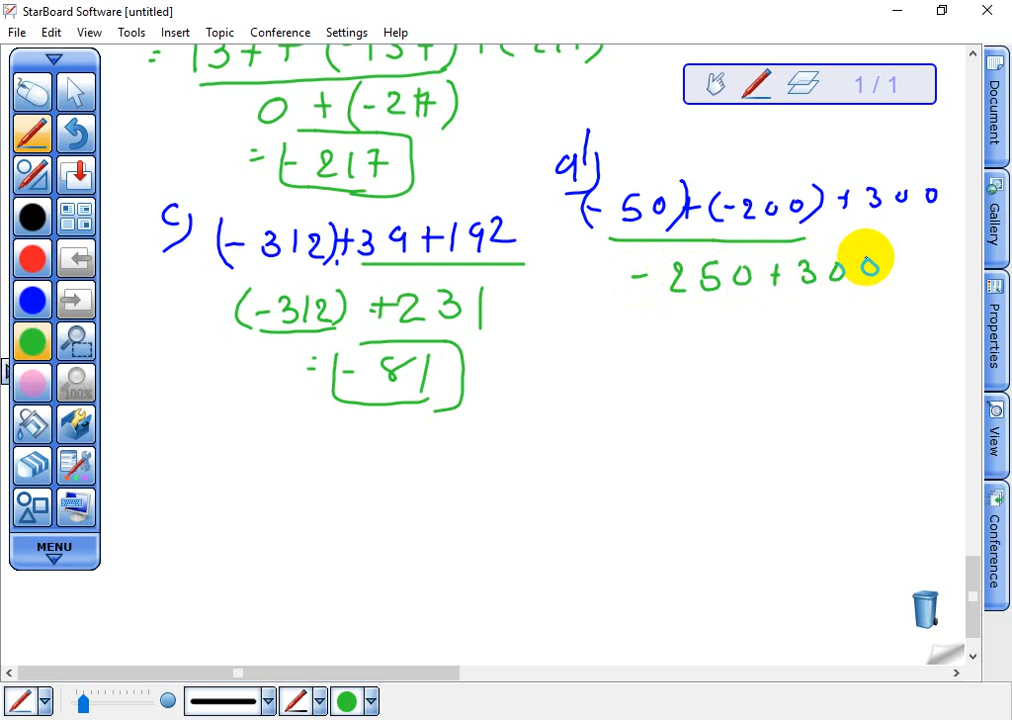 StarBoard Software [untitled]
File Edit View Tools Insert Topic Conference Settings Help
1 / 1
0 + (-217)
= -217
c) (-312)+39+192
(-312) +231
= -81
d)
(-50)+(-200)+300
-250+300
100%
MENU
Document
Gallery
Properties
View
Conference